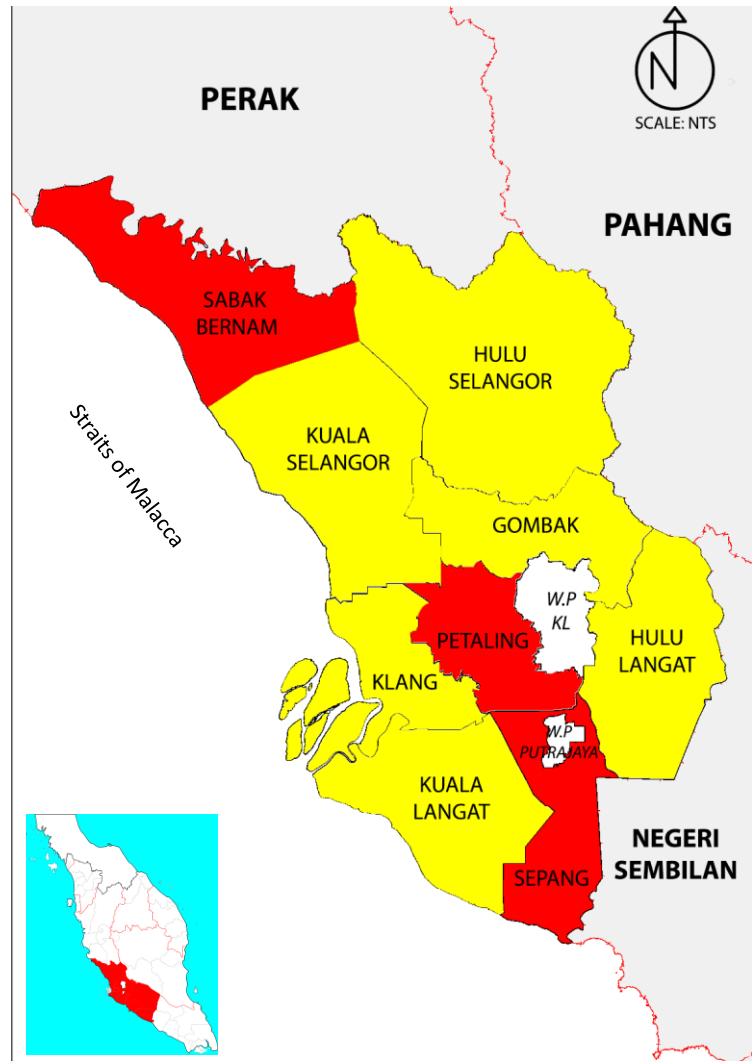 PERAK
N
SCALE: NTS
PAHANG
SABAK
BERNAM
HULU
SELANGOR
KUALA
SELANGOR
Straits of Malacca
GOMBAK
W.P
KL
PETALING
HULU
LANGAT
KLANG
W.P
PUTRAJAYA
KUALA
LANGAT
NEGERI
SEMBILAN
SEPANG